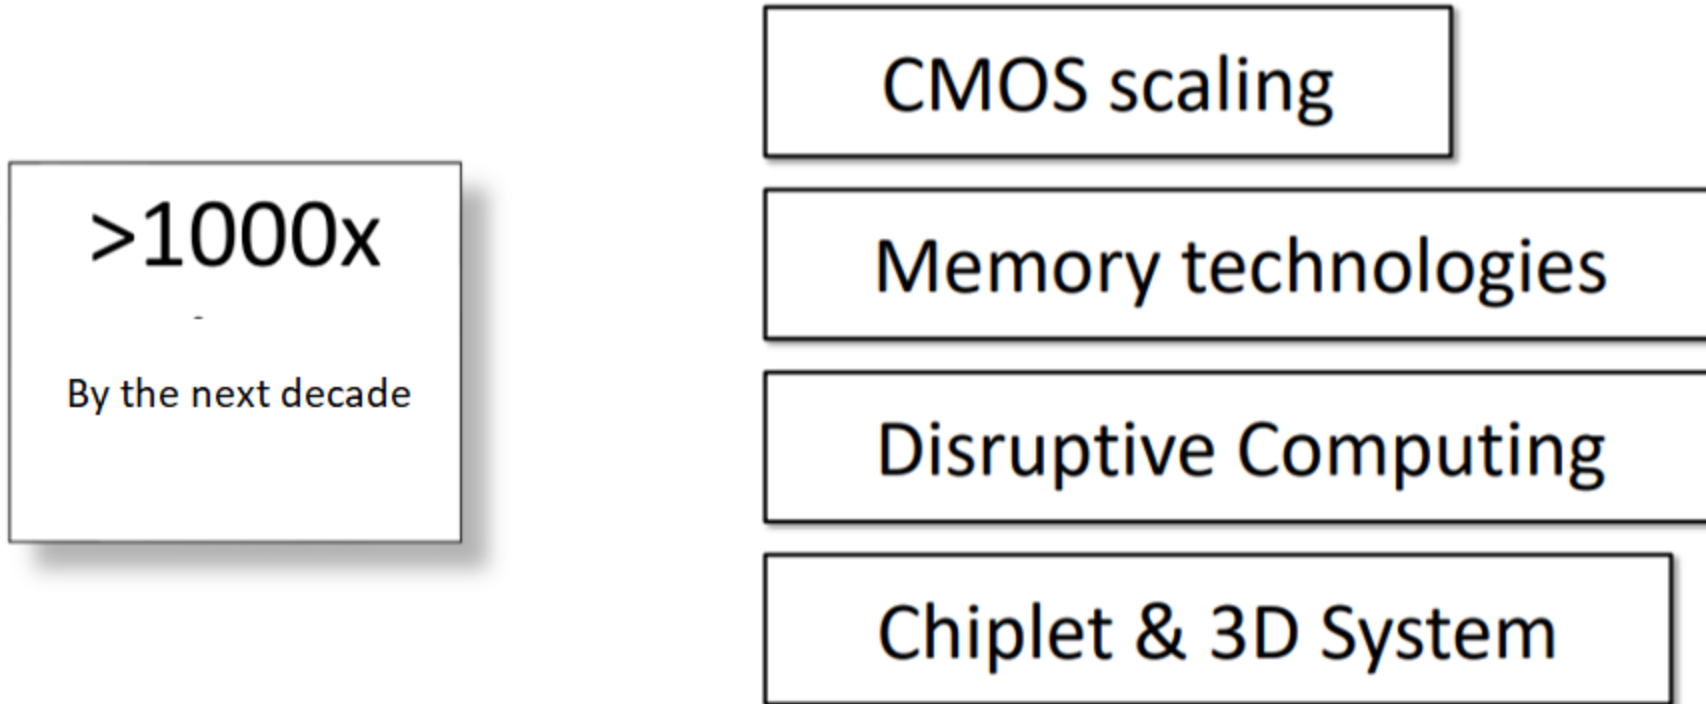 >1000x
-
By the next decade
CMOS scaling
Memory technologies
Disruptive Computing
Chiplet & 3D System